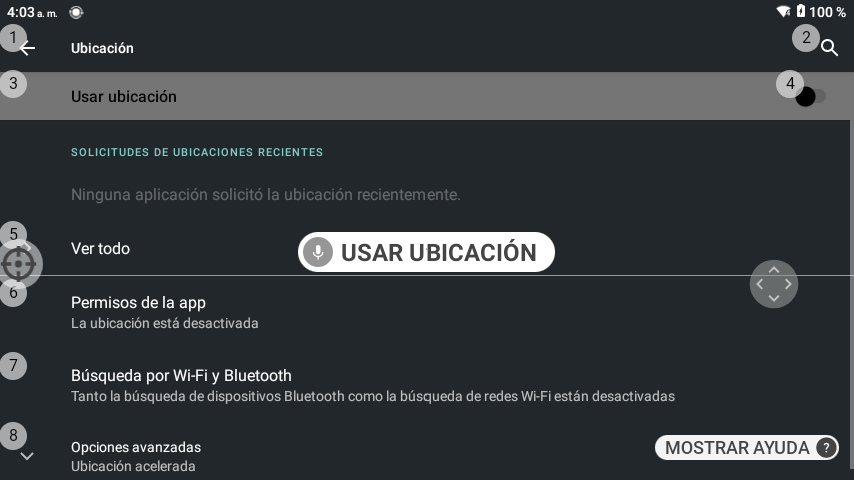 4:03 a. m. 100 %
1 Ubicación 2
3 Usar ubicación 4
SOLICITUDES DE UBICACIONES RECIENTES
Ninguna aplicación solicitó la ubicación recientemente.
5 Ver todo
USAR UBICACIÓN
6 Permisos de la app
La ubicación está desactivada
7 Búsqueda por Wi-Fi y Bluetooth
Tanto la búsqueda de dispositivos Bluetooth como la búsqueda de redes Wi-Fi están desactivadas
8 Opciones avanzadas
Ubicación acelerada
MOSTRAR AYUDA ?